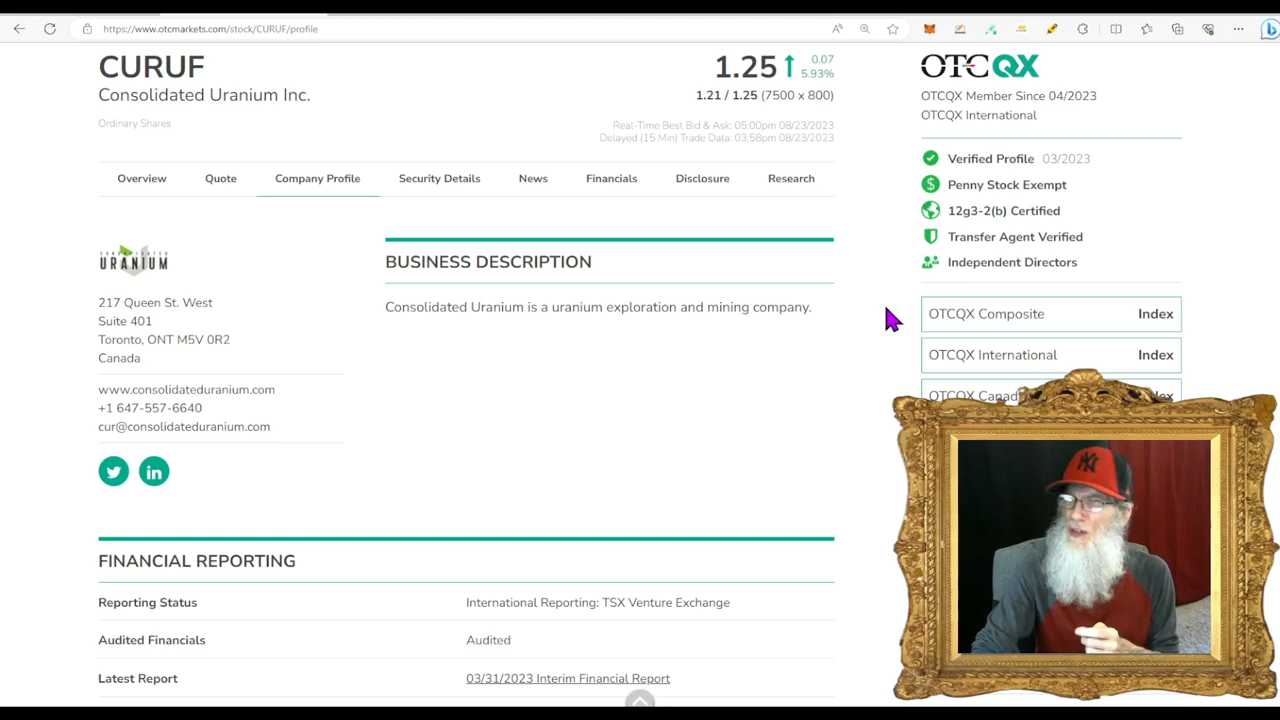 https://www.otcmarkets.com/stock/CURUF/profile
CURUF
Consolidated Uranium Inc.
Ordinary Shares
1.25 0.07
5.93%
1.21 / 1.25 (7500 x 800)
Real-Time Best Bid & Ask: 05:00pm 08/23/2023
Delayed (15 Min) Trade Data: 03:58pm 08/23/2023
Overview Quote Company Profile Security Details News Financials Disclosure Research
URANIUM
217 Queen St. West
Suite 401
Toronto, ONT M5V 0R2
Canada
www.consolidateduranium.com
+1 647-557-6640
cur@consolidateduranium.com
in
BUSINESS DESCRIPTION
Consolidated Uranium is a uranium exploration and mining company.
FINANCIAL REPORTING
Reporting Status International Reporting: TSX Venture Exchange
Audited Financials Audited
Latest Report 03/31/2023 Interim Financial Report
OTCQX
OTCQX Member Since 04/2023
OTCQX International
Verified Profile 03/2023
$ Penny Stock Exempt
12g3-2(b) Certified
Transfer Agent Verified
Independent Directors
OTCQX Composite Index
OTCQX International Index
OTCQX
NY